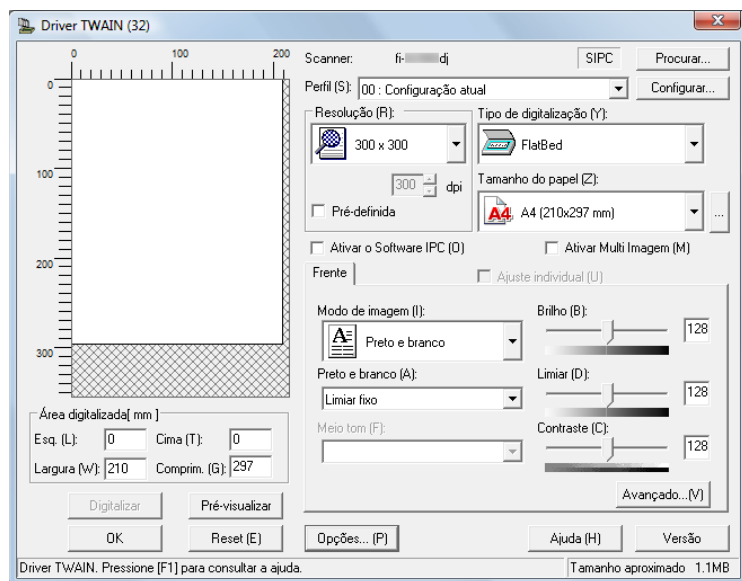 Driver TWAIN (32)
0 100 200
0
100
200
300
Área digitalizada[ mm ]
Esq. (L): 0 Cima (T): 0
Largura (W): 210 Comprim. (G): 297
Digitalizar Pré-visualizar
OK Reset (E)
Scanner: fi- dj SIPC Procurar...
Perfil (S): 00 : Configuração atual Configurar...
Resolução (R):
300 x 300
300 dpi
Pré-definida
Tipo de digitalização (Y):
FlatBed
Tamanho do papel (Z):
A4 A4 (210x297 mm) ...
Ativar o Software IPC (O) Ativar Multi Imagem (M)
Frente Ajuste individual (U)
Modo de imagem (I):
A Preto e branco
Preto e branco (A):
Limiar fixo
Meio tom (F):
Brilho (B):
128
Limiar (D):
128
Contraste (C):
128
Avançado...(V)
Opções... (P) Ajuda (H) Versão
Driver TWAIN. Pressione [F1] para consultar a ajuda. Tamanho aproximado 1.1MB